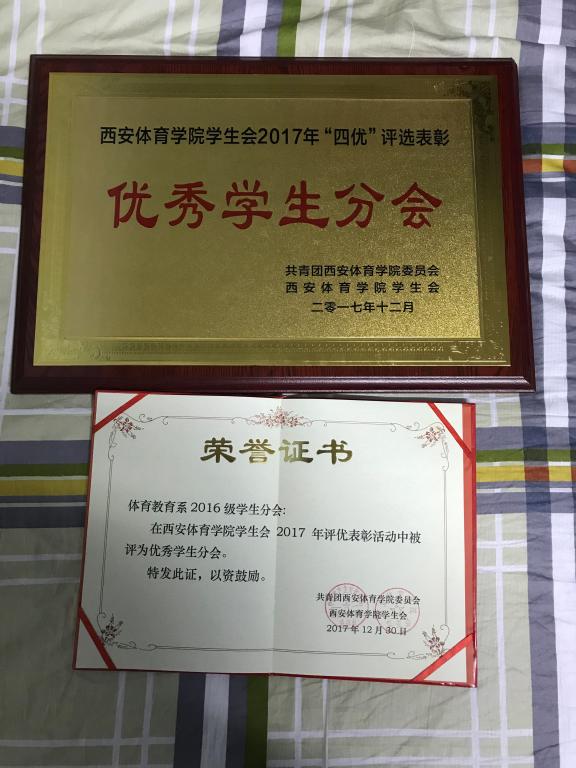 西安体育学院学生会2017年“四优”评选表彰
优秀学生分会
共青团西安体育学院委员会
西安体育学院学生会
二零一七年十二月
荣誉证书
体育教育系2016级学生分会:
在西安体育学院学生会 2017 年评优表彰活动中被
评为优秀学生分会。
特发此证，以资鼓励。
共青团西安体育学院委员会
西安体育学院学生会
2017年12月30日